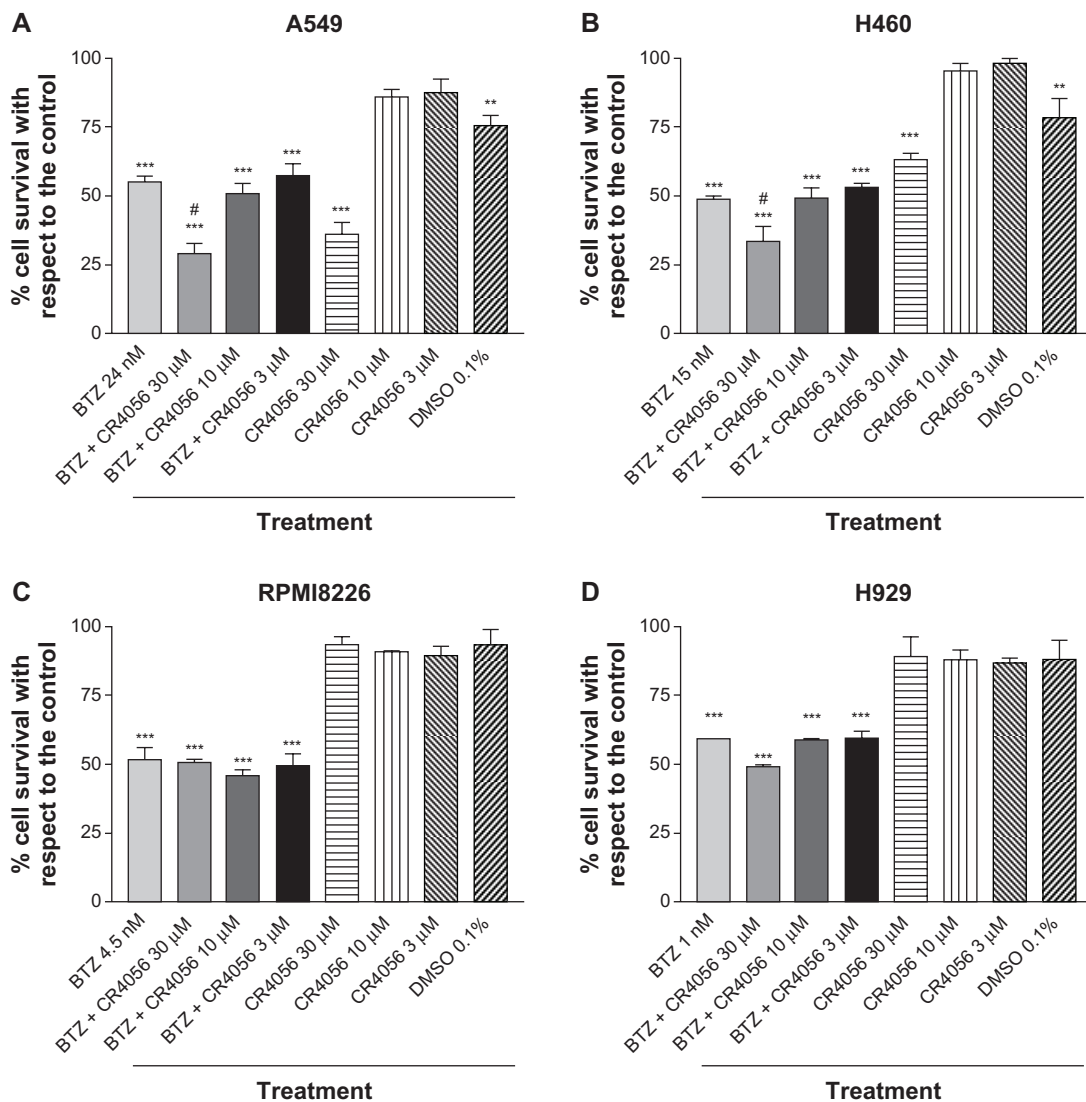 A
A549
% cell survival with
respect to the control
100
75
50
25
0
***
#
***
***
***
***
**
BTZ 24 nM
BTZ + CR4056 30 µM
BTZ + CR4056 10 µM
BTZ + CR4056 3 µM
CR4056 30 µM
CR4056 10 µM
CR4056 3 µM
DMSO 0.1%
Treatment
B
H460
% cell survival with
respect to the control
100
75
50
25
0
***
#
***
***
***
***
**
BTZ 15 nM
BTZ + CR4056 30 µM
BTZ + CR4056 10 µM
BTZ + CR4056 3 µM
CR4056 30 µM
CR4056 10 µM
CR4056 3 µM
DMSO 0.1%
Treatment
C
RPMI8226
% cell survival with
respect to the control
100
75
50
25
0
***
***
***
***
BTZ 4.5 nM
BTZ + CR4056 30 µM
BTZ + CR4056 10 µM
BTZ + CR4056 3 µM
CR4056 30 µM
CR4056 10 µM
CR4056 3 µM
DMSO 0.1%
Treatment
D
H929
% cell survival with
respect to the control
100
75
50
25
0
***
***
***
***
BTZ 1 nM
BTZ + CR4056 30 µM
BTZ + CR4056 10 µM
BTZ + CR4056 3 µM
CR4056 30 µM
CR4056 10 µM
CR4056 3 µM
DMSO 0.1%
Treatment